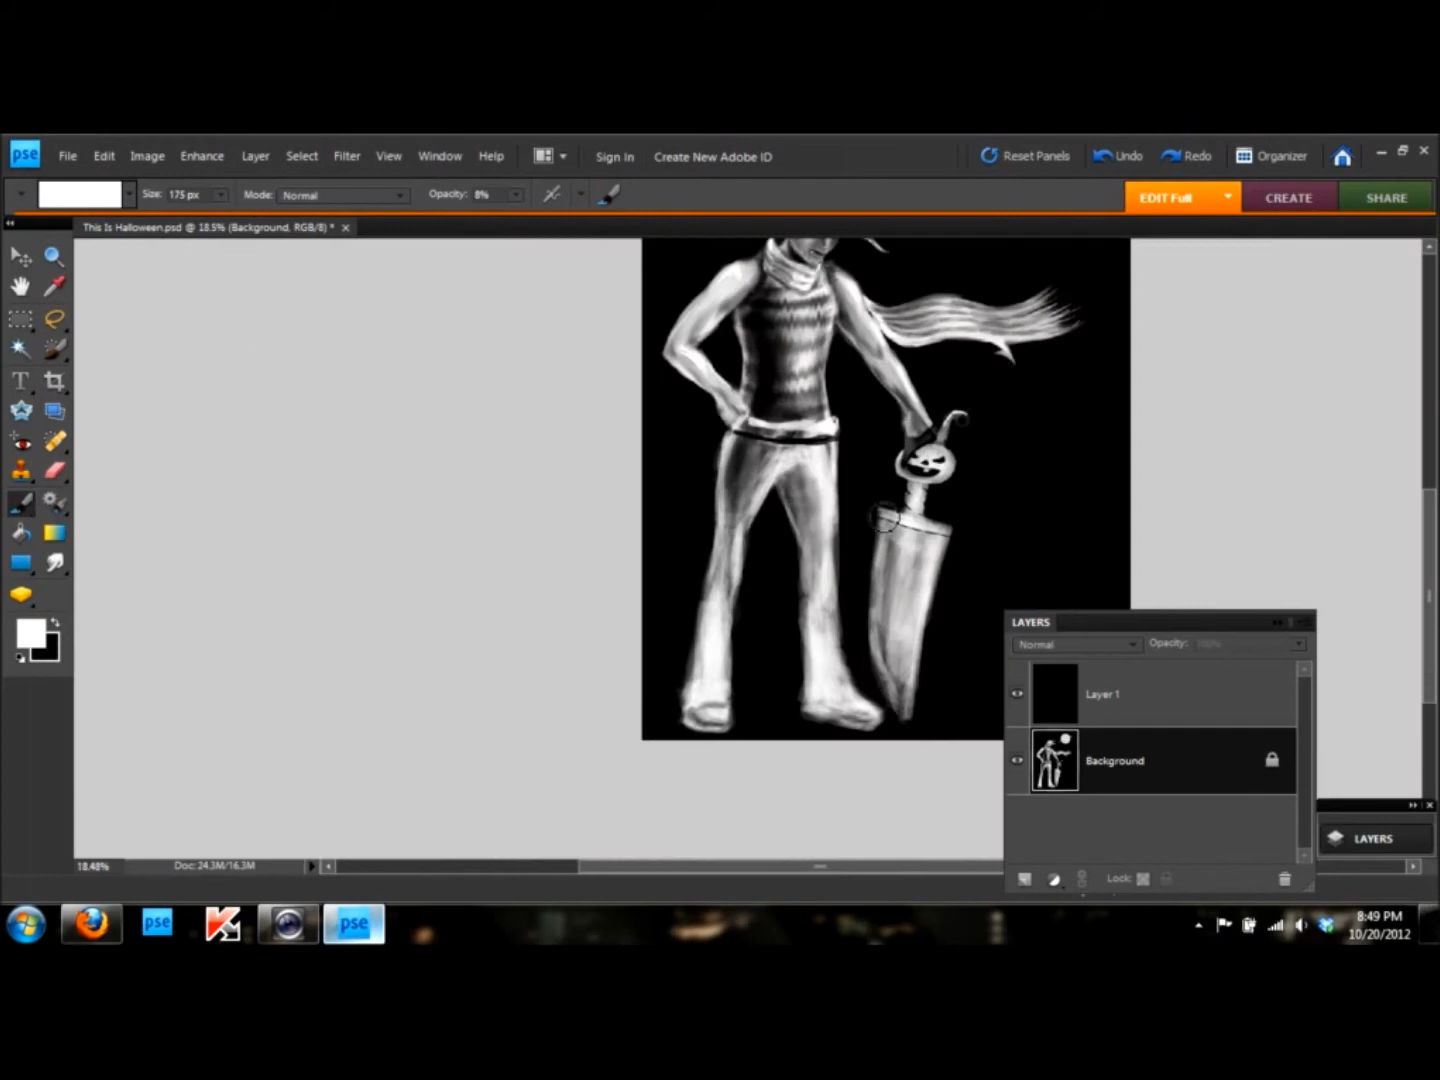 pse File Edit Image Enhance Layer Select Filter View Window Help Sign In Create New Adobe ID Reset Panels Undo Redo Organizer
Size: 175 px Mode: Normal Opacity: 8% EDIT Full CREATE SHARE
This Is Halloween.psd @ 18.5% (Background, RGB/8) *
T
LAYERS
Normal Opacity:
Layer 1
Background
LAYERS
18.48% Doc: 24.3M/16.3M Lock:
pse pse 8:49 PM
10/20/2012